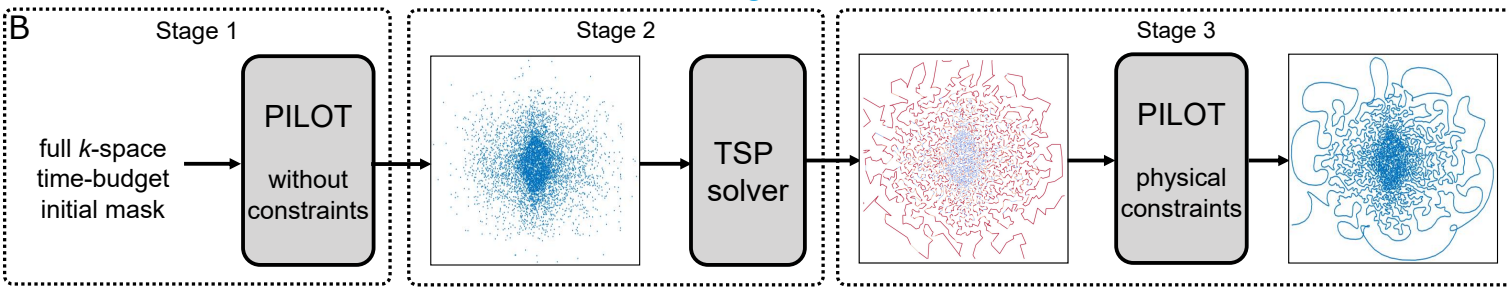 B
Stage 1
Stage 2
Stage 3
full k-space
time-budget
initial mask
PILOT
without
constraints
TSP
solver
PILOT
physical
constraints